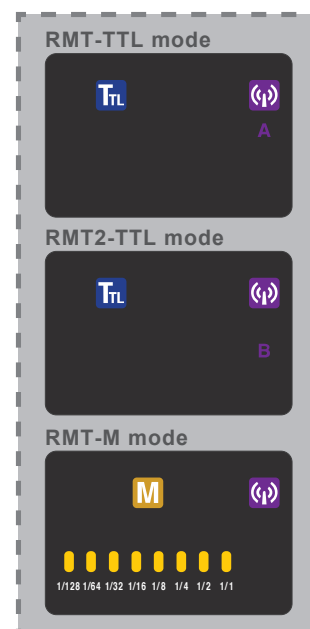 RMT-TTL mode
TTL
A
RMT2-TTL mode
TTL
B
RMT-M mode
M
1/128 1/64 1/32 1/16 1/8 1/4 1/2 1/1